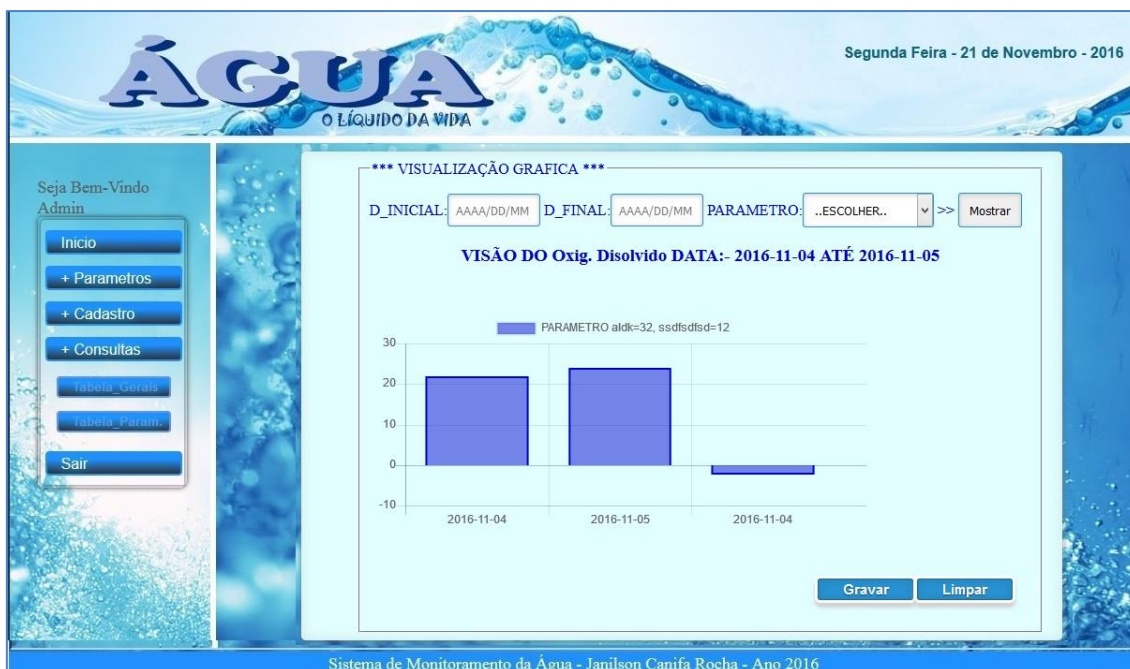 ÁGUA
O LÍQUIDO DA VIDA
Segunda Feira - 21 de Novembro - 2016
Seja Bem-Vindo
Admin
Inicio
+ Parametros
+ Cadastro
+ Consultas
Tabela_Gerais
Tabela_Param.
Sair
*** VISUALIZAÇÃO GRAFICA ***
D_INICIAL: AAAA/DD/MM D_FINAL: AAAA/DD/MM PARAMETRO: ..ESCOLHER.. >> Mostrar
VISÃO DO Oxig. Disolvido DATA:- 2016-11-04 ATÉ 2016-11-05
PARAMETRO aldk=32, ssdfsdfsd=12
30
20
10
0
-10
2016-11-04 2016-11-05 2016-11-04
Gravar Limpar
Sistema de Monitoramento da Água - Janilson Canifa Rocha - Ano 2016